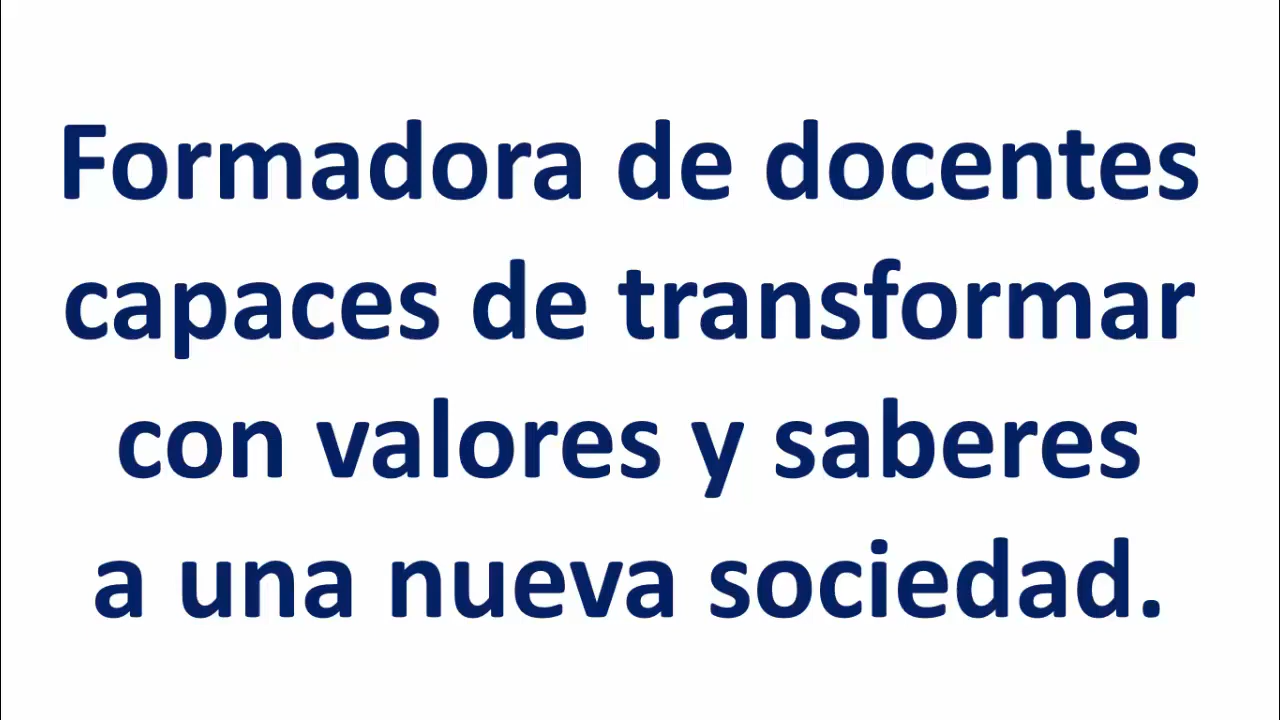 Formadora de docentes
capaces de transformar
con valores y saberes
a una nueva sociedad.